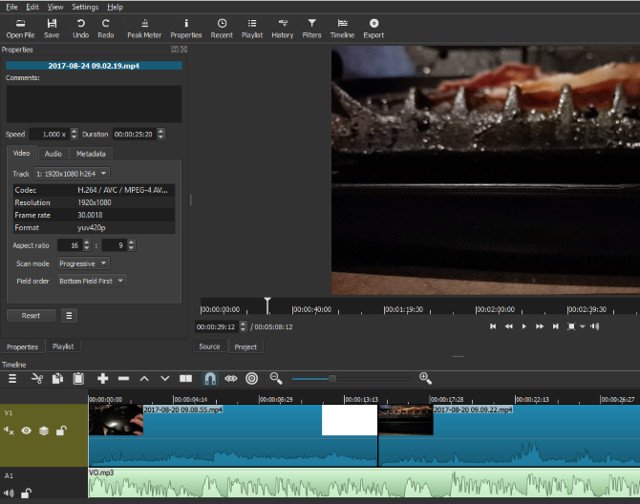 File Edit View Settings Help
Open File Save Undo Redo Peak Meter Properties Recent Playlist History Filters Timeline Export
Properties
2017-08-24 09.02.19.mp4
Comments:
Speed 1.000 x Duration 00:00:25:20
Video Audio Metadata
Track 1: 1920x1080 h264
Codec H.264 / AVC / MPEG-4 AV...
Resolution 1920x1080
Frame rate 30.0018
Format yuv420p
Aspect ratio 16 : 9
Scan mode Progressive
Field order Bottom Field First
Reset
00:00:00:00 00:00:40:00 00:01:19:30 00:02:00:00 00:02:39:30
00:00:29:12 / 00:05:08:12
Properties Playlist
Source Project
Timeline
00:00:00:00 00:00:04:14 00:00:08:29 00:00:13:13 00:00:17:28 00:00:22:13 00:00:26:27
V1
2017-08-20 09.08.55.mp4 2017-08-20 09.09.22.mp4
A1
VO.mp3